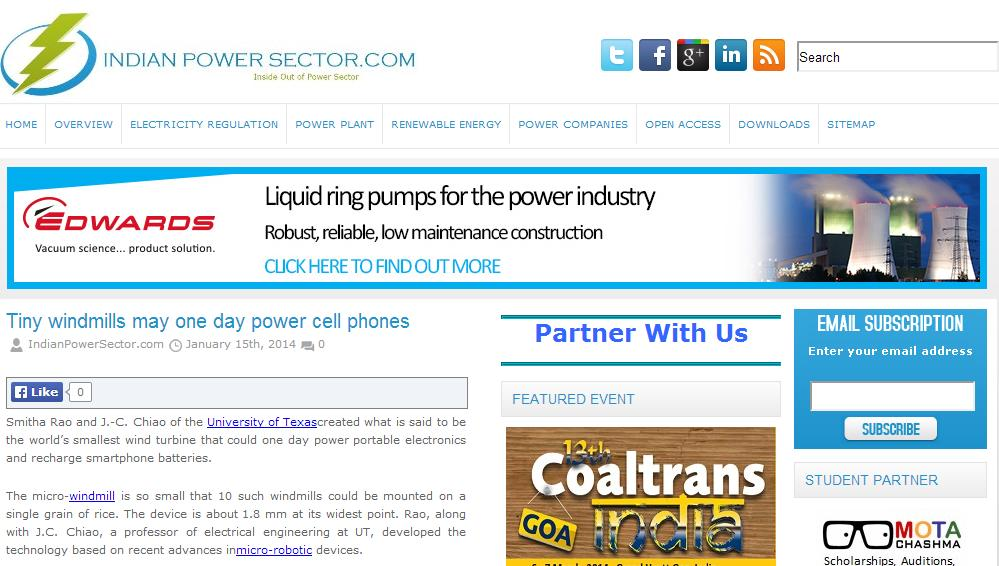 INDIAN POWER SECTOR.COM
Inside Out of Power Sector
Search
HOME OVERVIEW ELECTRICITY REGULATION POWER PLANT RENEWABLE ENERGY POWER COMPANIES OPEN ACCESS DOWNLOADS SITEMAP
EDWARDS
Vacuum science... product solution.
Liquid ring pumps for the power industry
Robust, reliable, low maintenance construction
CLICK HERE TO FIND OUT MORE
Tiny windmills may one day power cell phones
IndianPowerSector.com January 15th, 2014 0
Like 0
Smitha Rao and J.-C. Chiao of the University of Texascreated what is said to be
the world's smallest wind turbine that could one day power portable electronics
and recharge smartphone batteries.
The micro-windmill is so small that 10 such windmills could be mounted on a
single grain of rice. The device is about 1.8 mm at its widest point. Rao, along
with J.C. Chiao, a professor of electrical engineering at UT, developed the
technology based on recent advances inmicro-robotic devices.
Partner With Us
FEATURED EVENT
13th
Coaltrans
GOA india
EMAIL SUBSCRIPTION
Enter your email address
SUBSCRIBE
STUDENT PARTNER
MOTA
CHASHMA
Scholarships, Auditions,